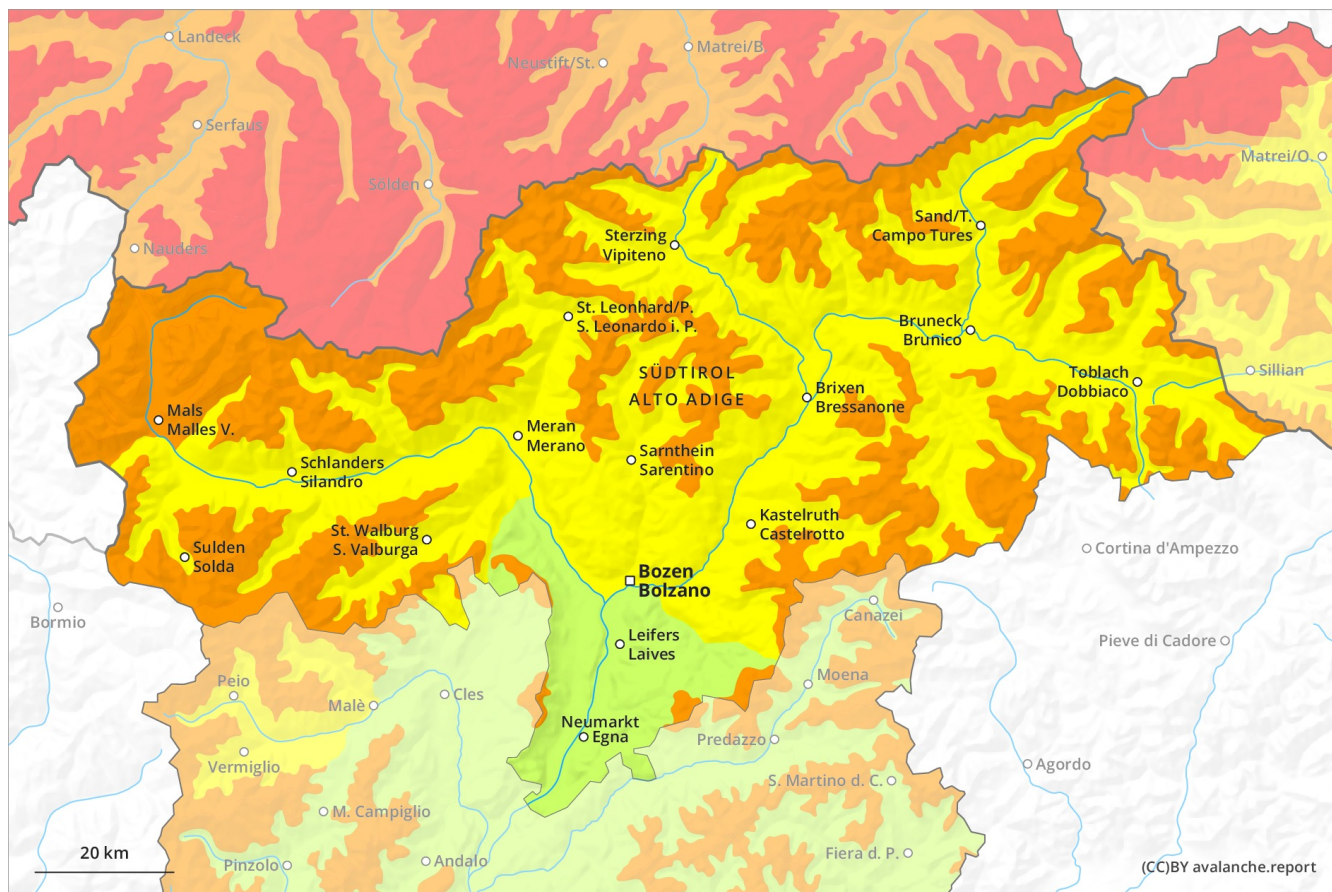 Landeck
Matrei/B
Neustift/St.
Serfaus
Matrei/O.
Sölden
Sand/T.
Campo Tures
Sterzing
Vipiteno
Nauders
St. Leonhard/P.
S. Leonardo i. P.
Bruneck
Brunico
SÜDTIROL
ALTO ADIGE
Toblach
Dobbiaco
Sillian
Brixen
Bressanone
Mals
Malles V.
Meran
Merano
Sarnthein
Sarentino
Schlanders
Silandro
Kastelruth
Castelrotto
St. Walburg
S. Valburga
Sulden
Solda
Cortina d'Ampezzo
Bozen
Bolzano
Bormio
Canazei
Leifers
Laives
Pieve di Cadore
Peio
Moena
Cles
Malè
Neumarkt
Egna
Predazzo
Vermiglio
Agordo
S. Martino d. C.
M. Campiglio
20 km
Pinzolo
Andalo
Fiera d. P.
(CC)BY avalanche.report